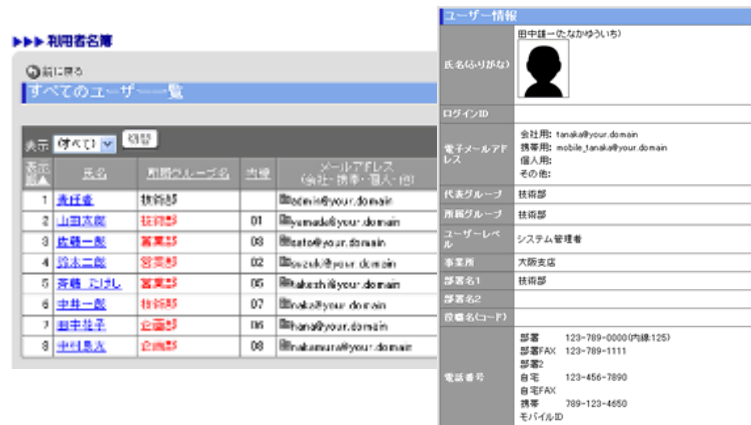 ▶▶▶ 利用者名簿
前に戻る
すべてのユーザー一覧
表示 (すべて) 切替
表示順▲ 氏名 所属グループ名 内線 メールアドレス(会社・携帯・個人・他)
1 責任者 技術部 admin@your.domain
2 山田太郎 技術部 01 yamada@your.domain
3 佐藤一郎 営業部 03 sato@your.domain
4 鈴木二郎 営業部 02 suzuki@your.domain
5 斉藤 たけし 営業部 05 takeshi@your.domain
6 中井一郎 技術部 07 naka@your.domain
7 田中花子 企画部 06 hana@your.domain
8 中村 企画部 08 nakamura@your.domain
ユーザー情報
氏名(ふりがな) 田中雄一(たなかゆういち)
ログインID
電子メールアドレス
会社用: tanaka@your.domain
携帯用: mobile_tanaka@your.domain
個人用:
その他:
代表グループ 技術部
所属グループ 技術部
ユーザーレベル システム管理者
事業所 大阪支店
部署名1 技術部
部署名2
役職名(コード)
電話番号
部署 123-789-0000(内線:125)
部署FAX 123-789-1111
部署2
自宅 123-456-7890
自宅FAX
携帯 789-123-4650
モバイルID